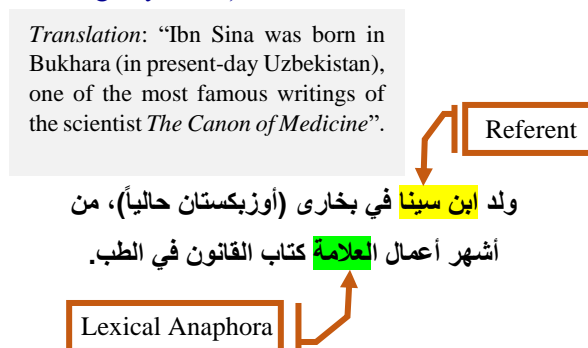 Translation: “Ibn Sina was born in
Bukhara (in present-day Uzbekistan),
one of the most famous writings of
the scientist The Canon of Medicine”.
Referent
ولد ابن سينا في بخارى (أوزبكستان حالياً)، من
أشهر أعمال العلامة كتاب القانون في الطب.
Lexical Anaphora